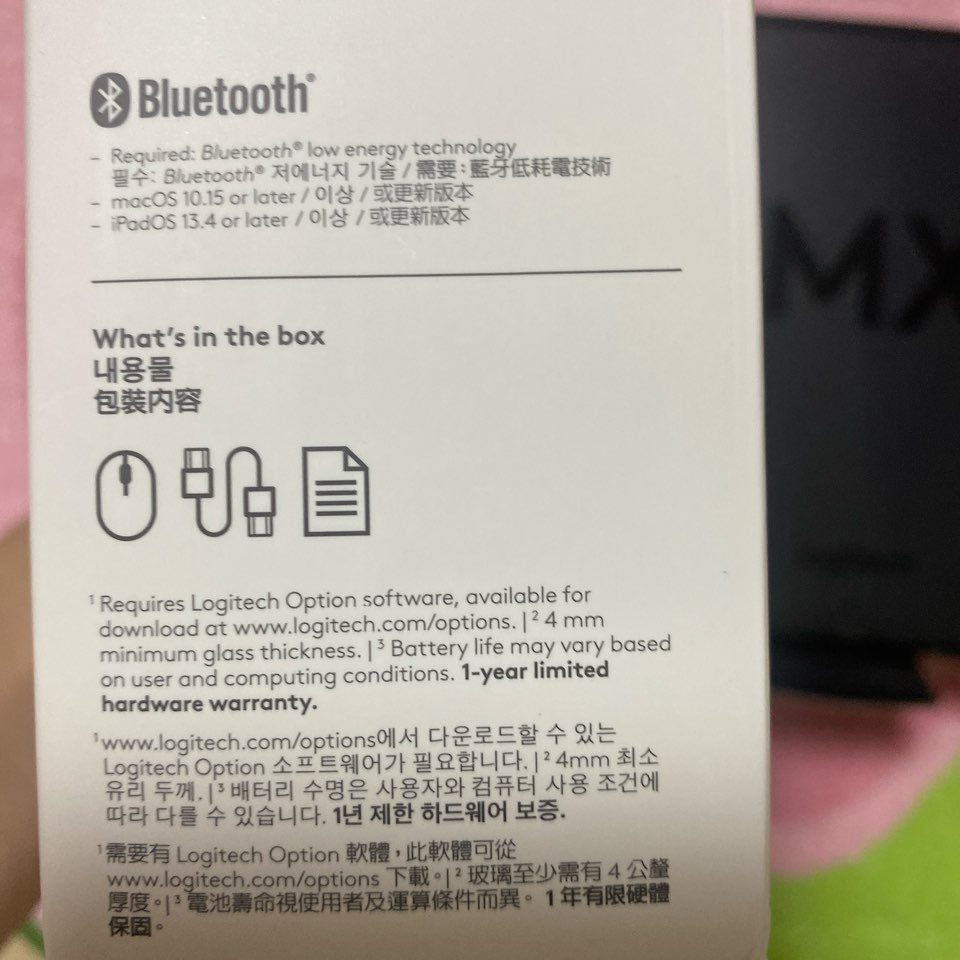 Bluetooth®
– Required: Bluetooth® low energy technology
필수: Bluetooth® 저에너지 기술 / 需要：藍牙低耗電技術
– macOS 10.15 or later / 이상 / 或更新版本
– iPadOS 13.4 or later / 이상 / 或更新版本
What's in the box
내용물
包裝內容
¹ Requires Logitech Option software, available for
download at www.logitech.com/options. | ² 4 mm
minimum glass thickness. | ³ Battery life may vary based
on user and computing conditions. 1-year limited
hardware warranty.
¹ www.logitech.com/options에서 다운로드할 수 있는
Logitech Option 소프트웨어가 필요합니다. | ² 4mm 최소
유리 두께. | ³ 배터리 수명은 사용자와 컴퓨터 사용 조건에
따라 다를 수 있습니다. 1년 제한 하드웨어 보증.
¹ 需要有 Logitech Option 軟體，此軟體可從
www.logitech.com/options 下載。| ² 玻璃至少需有 4 公釐
厚度。| ³ 電池壽命視使用者及運算條件而異。 1 年有限硬體
保固。
MX